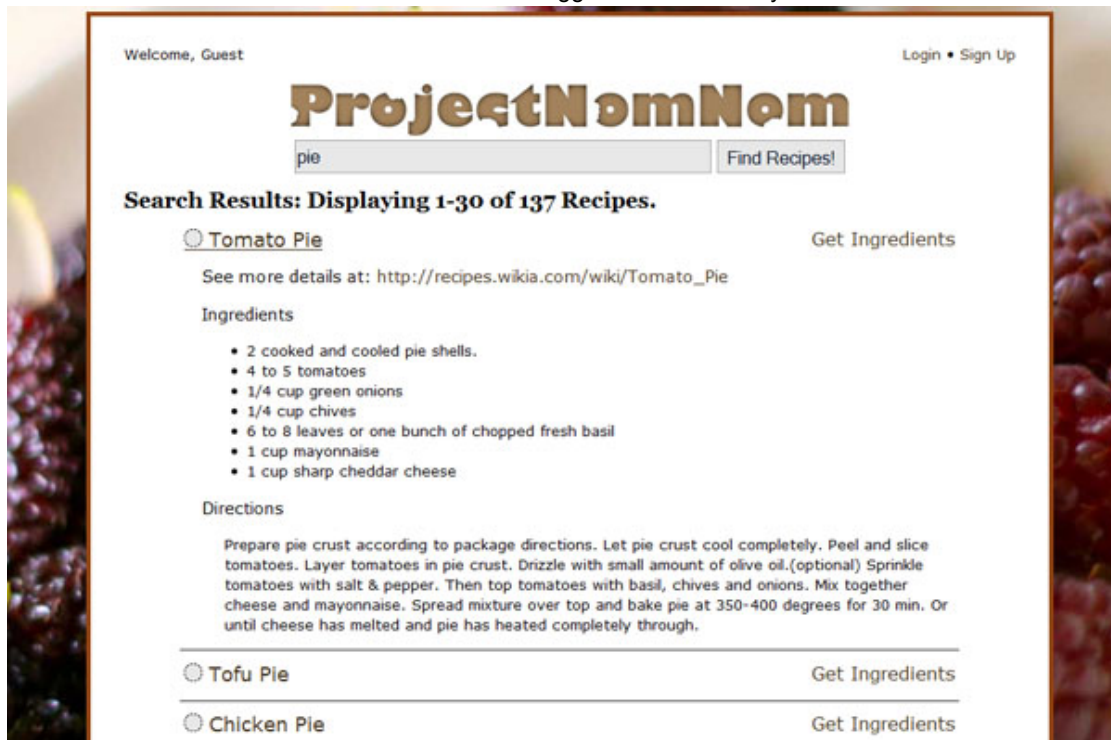 Welcome, Guest
Login • Sign Up
ProjectNomNom
pie
Find Recipes!
Search Results: Displaying 1-30 of 137 Recipes.
Tomato Pie
Get Ingredients
See more details at: http://recipes.wikia.com/wiki/Tomato_Pie
Ingredients
• 2 cooked and cooled pie shells.
• 4 to 5 tomatoes
• 1/4 cup green onions
• 1/4 cup chives
• 6 to 8 leaves or one bunch of chopped fresh basil
• 1 cup mayonnaise
• 1 cup sharp cheddar cheese
Directions
Prepare pie crust according to package directions. Let pie crust cool completely. Peel and slice
tomatoes. Layer tomatoes in pie crust. Drizzle with small amount of olive oil.(optional) Sprinkle
tomatoes with salt & pepper. Then top tomatoes with basil, chives and onions. Mix together
cheese and mayonnaise. Spread mixture over top and bake pie at 350-400 degrees for 30 min. Or
until cheese has melted and pie has heated completely through.
Tofu Pie
Get Ingredients
Chicken Pie
Get Ingredients